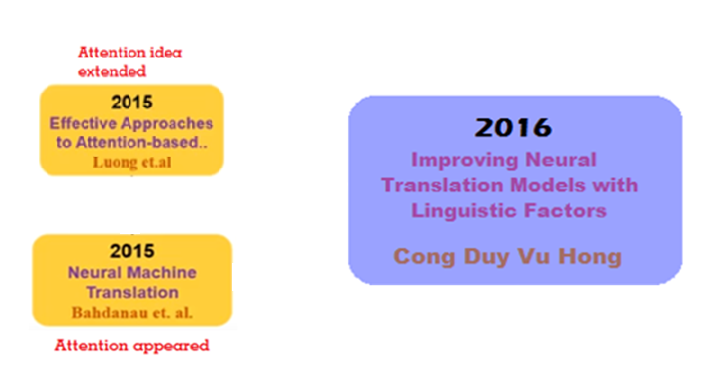 Attention idea
extended
2015
Effective Approaches
to Attention-based..
Luong et.al
2015
Neural Machine
Translation
Bahdanau et. al.
Attention appeared
2016
Improving Neural
Translation Models with
Linguistic Factors
Cong Duy Vu Hong